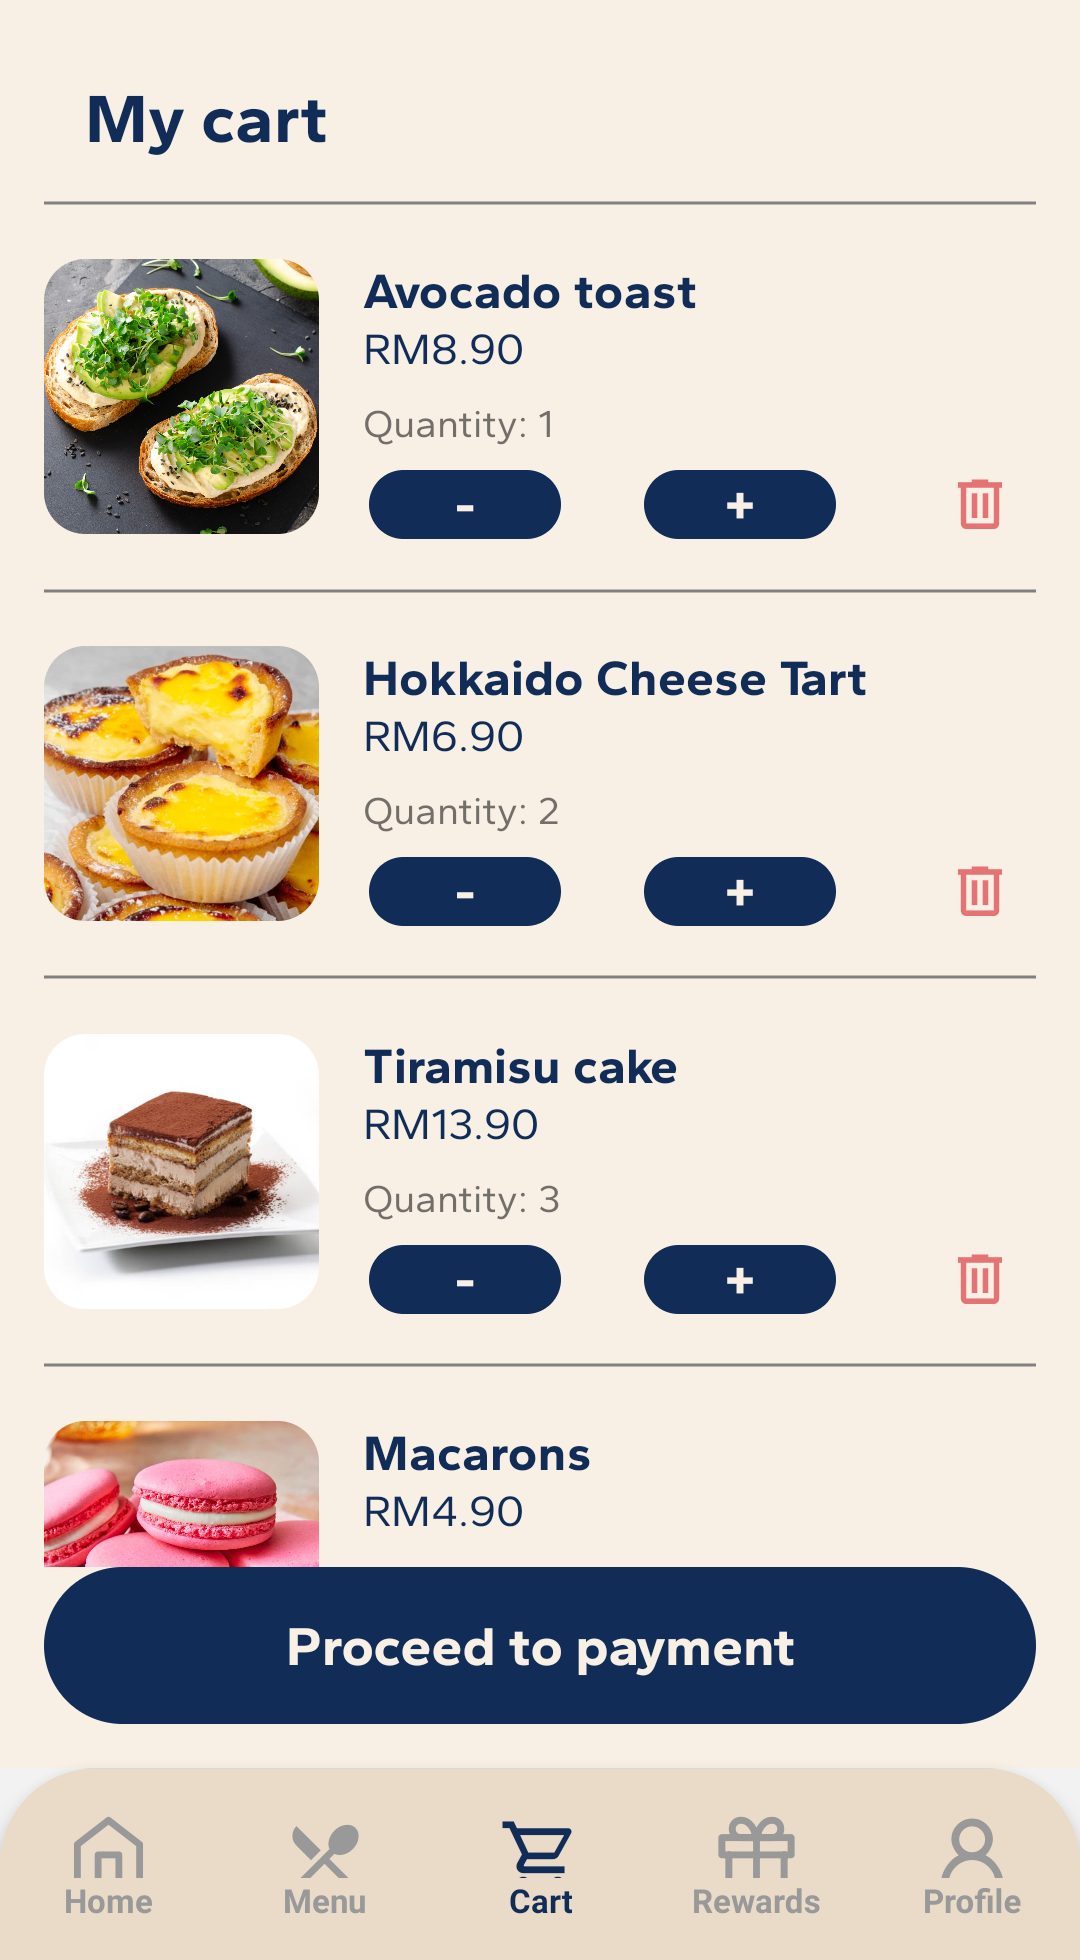 My cart
Avocado toast
RM8.90
Quantity: 1
- +
Hokkaido Cheese Tart
RM6.90
Quantity: 2
- +
Tiramisu cake
RM13.90
Quantity: 3
- +
Macarons
RM4.90
Proceed to payment
Home Menu Cart Rewards Profile